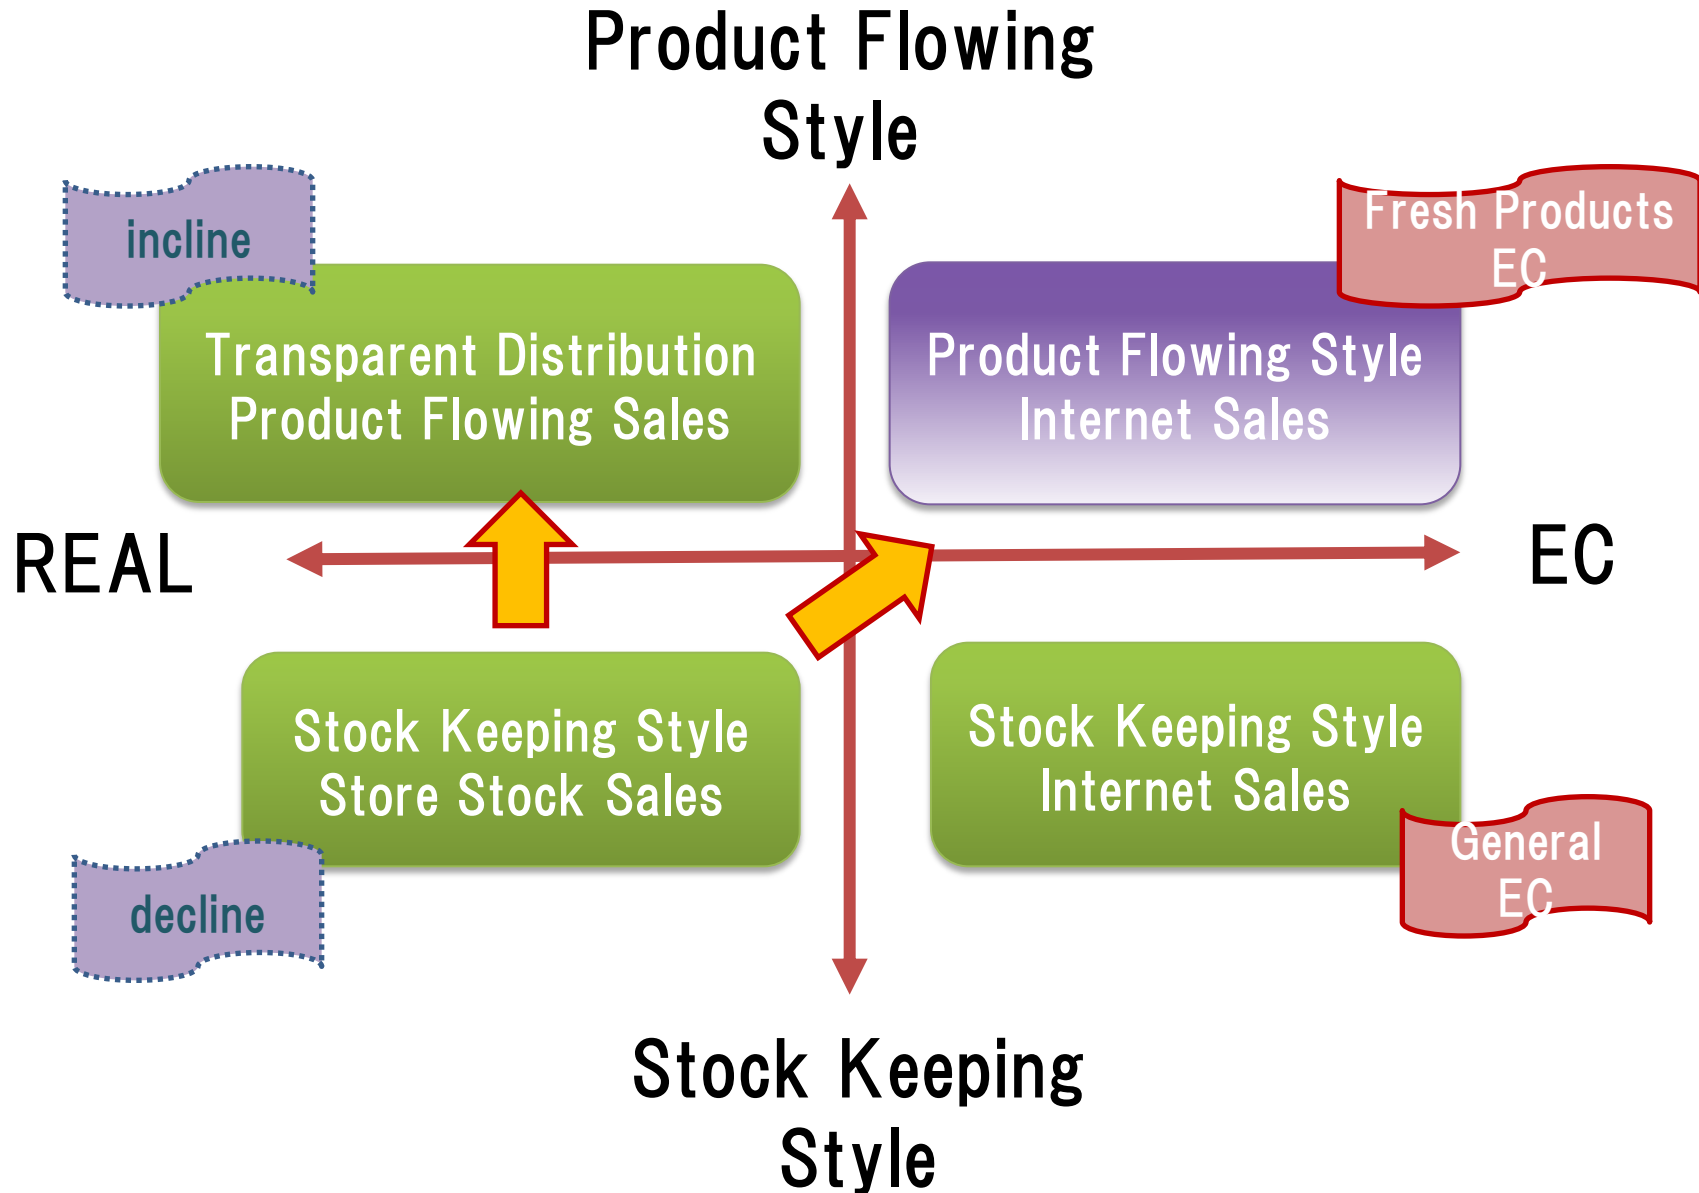 Product Flowing
Style
incline
Fresh Products
EC
Transparent Distribution
Product Flowing Sales
Product Flowing Style
Internet Sales
REAL
EC
Stock Keeping Style
Store Stock Sales
Stock Keeping Style
Internet Sales
decline
General
EC
Stock Keeping
Style